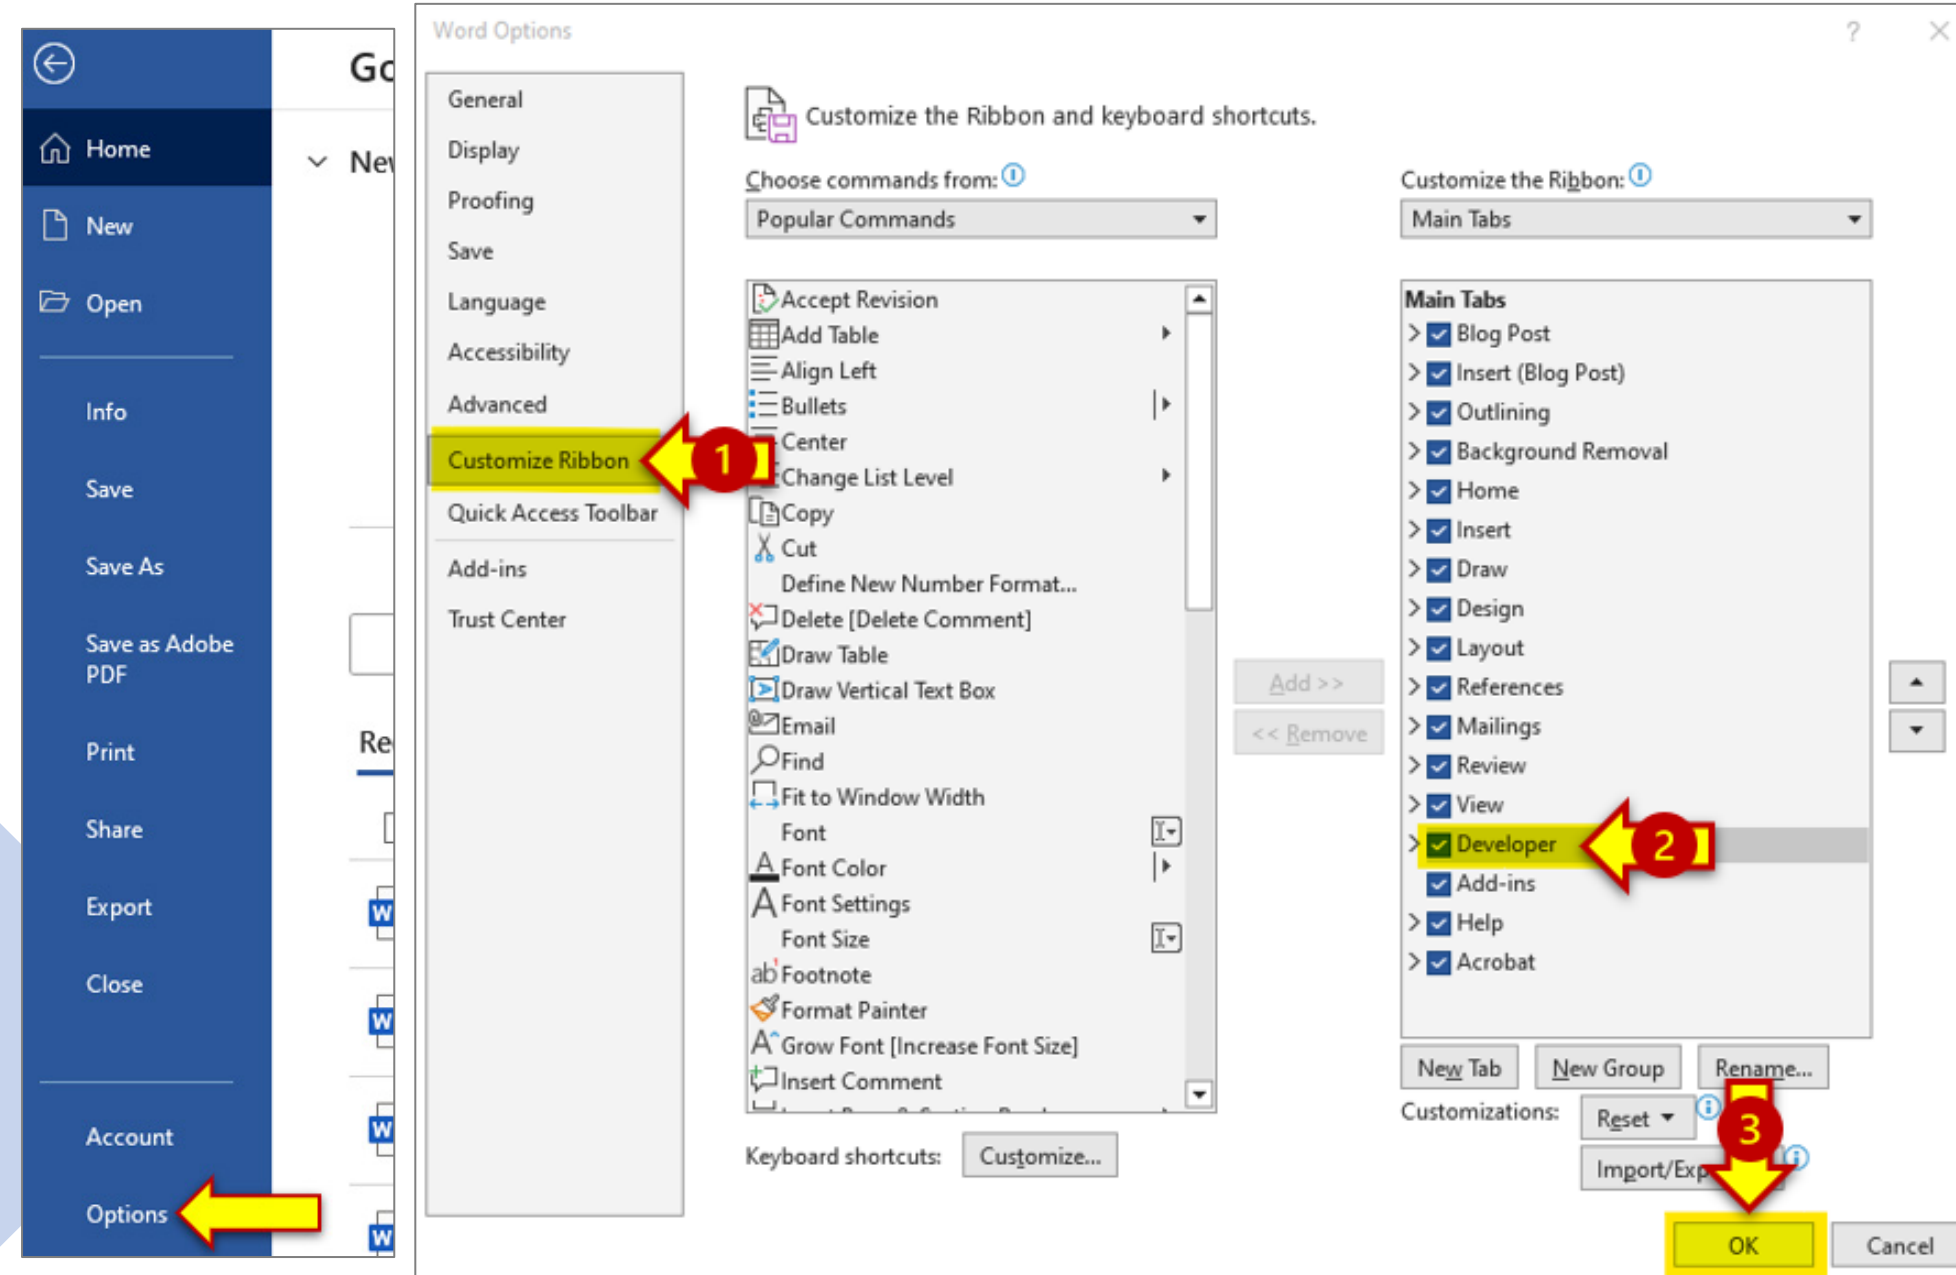 Home
New
Open
Info
Save
Save As
Save as Adobe
PDF
Print
Share
Export
Close
Account
Options
Word Options
?
General
Display
Proofing
Save
Language
Accessibility
Advanced
Customize Ribbon
Quick Access Toolbar
Add-ins
Trust Center
1
Customize the Ribbon and keyboard shortcuts.
Choose commands from:
Popular Commands
Accept Revision
Add Table
Align Left
Bullets
Center
Change List Level
Copy
Cut
Define New Number Format...
Delete [Delete Comment]
Draw Table
Draw Vertical Text Box
Email
Find
Fit to Window Width
Font
Font Color
Font Settings
Font Size
Footnote
Format Painter
Grow Font [Increase Font Size]
Insert Comment
Keyboard shortcuts: Customize...
Add >>
<< Remove
Customize the Ribbon:
Main Tabs
Main Tabs
Blog Post
Insert (Blog Post)
Outlining
Background Removal
Home
Insert
Draw
Design
Layout
References
Mailings
Review
View
Developer
2
Add-ins
Help
Acrobat
New Tab New Group Rename...
Customizations: Reset
3
OK Cancel